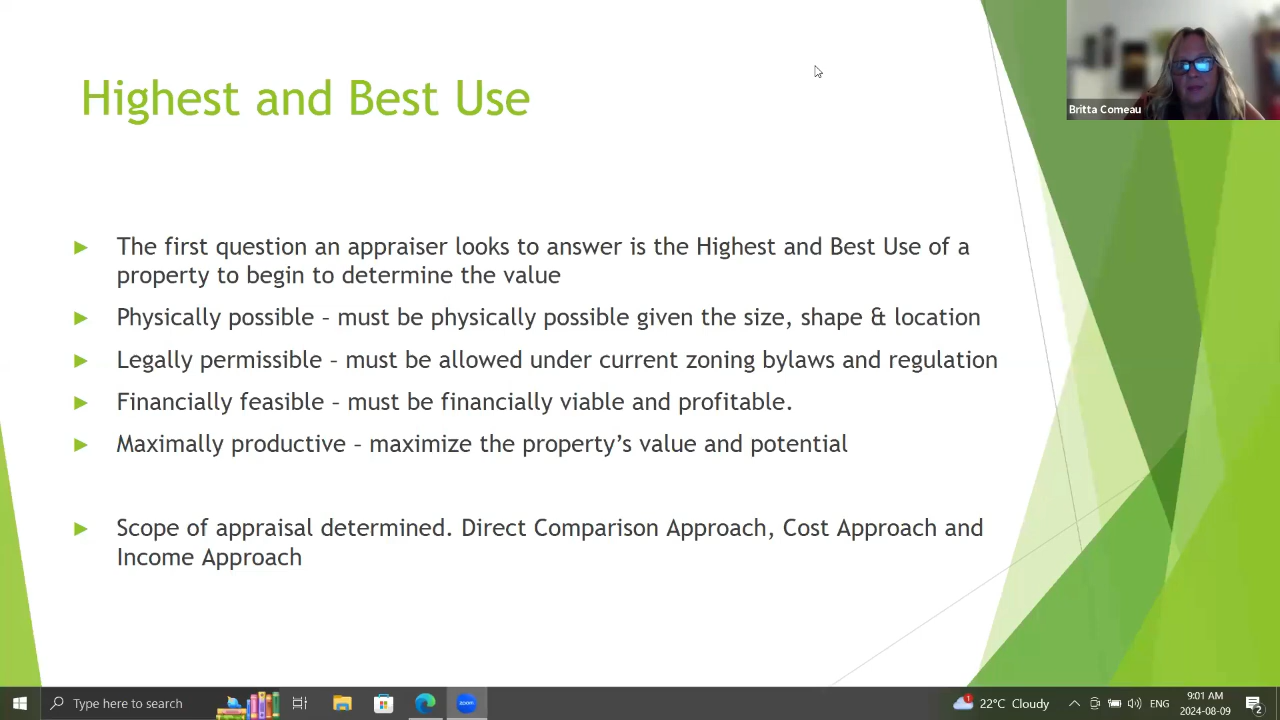 Highest and Best Use
Britta Comeau
The first question an appraiser looks to answer is the Highest and Best Use of a
property to begin to determine the value
Physically possible – must be physically possible given the size, shape & location
Legally permissible – must be allowed under current zoning bylaws and regulation
Financially feasible – must be financially viable and profitable.
Maximally productive – maximize the property’s value and potential
Scope of appraisal determined. Direct Comparison Approach, Cost Approach and
Income Approach
Type here to search
zoom
1
22°C Cloudy
ENG
9:01 AM
2024-08-09
2